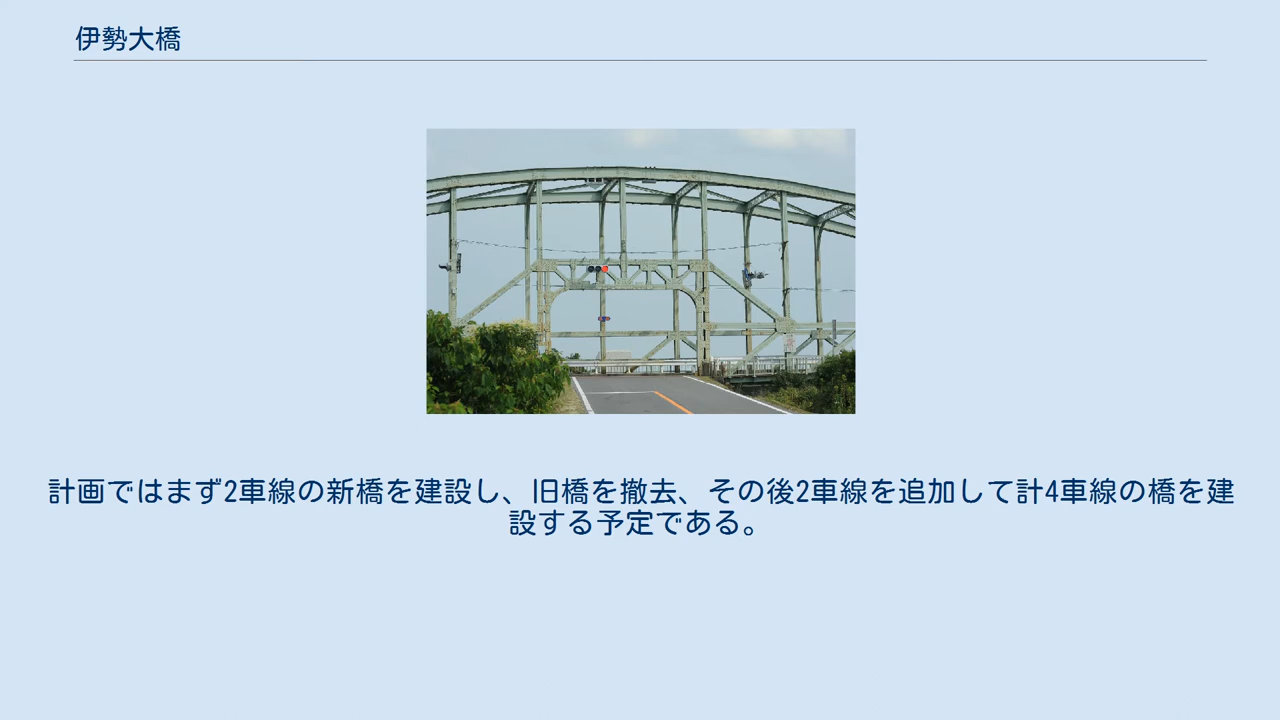 伊勢大橋
計画ではまず2車線の新橋を建設し、旧橋を撤去、その後2車線を追加して計4車線の橋を建
設する予定である。